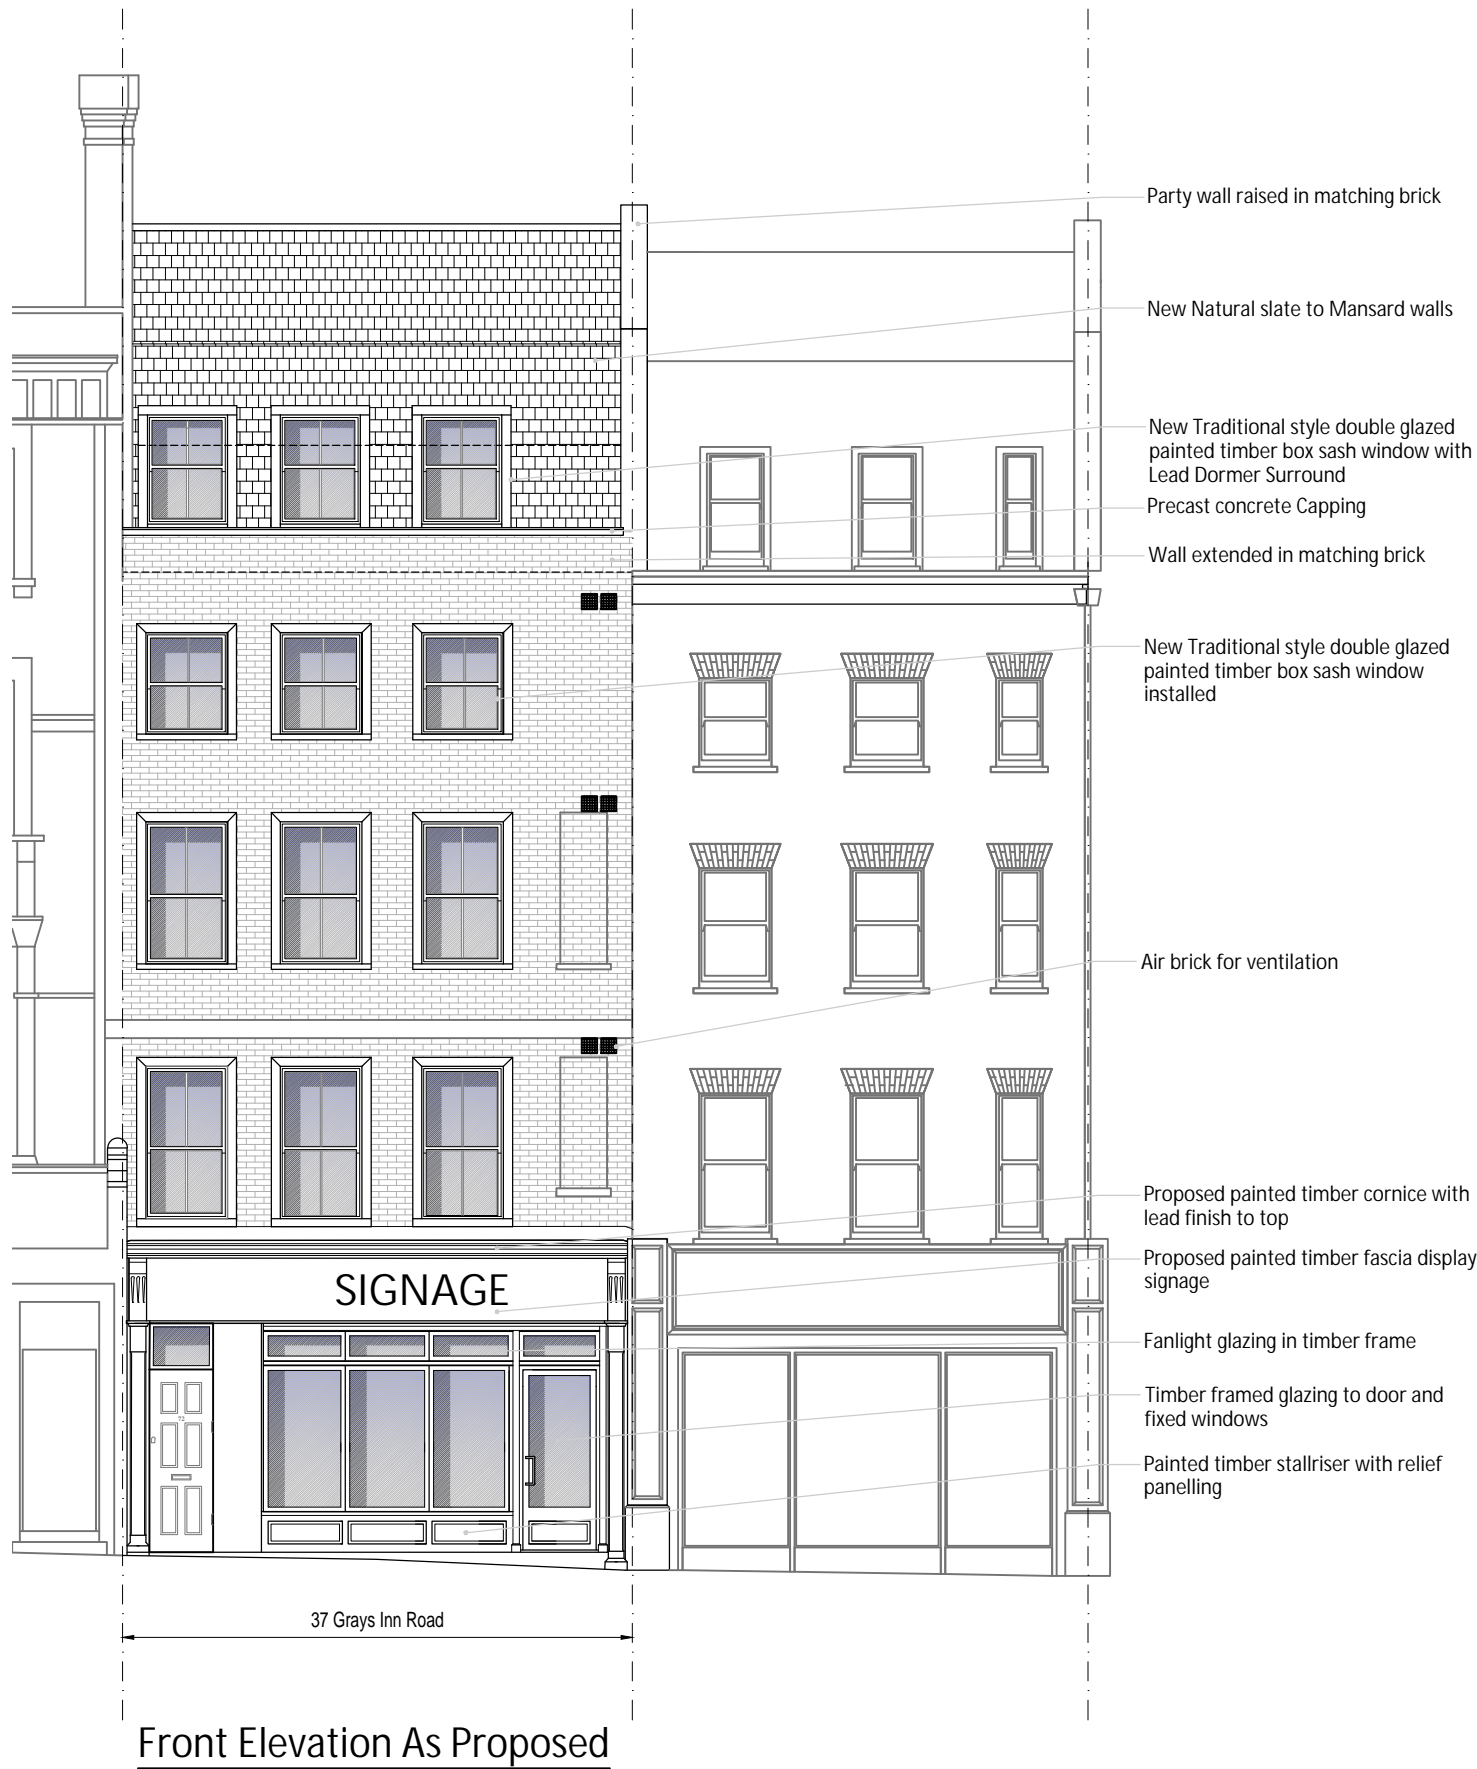 Party wall raised in matching brick
New Natural slate to Mansard walls
New Traditional style double glazed
painted timber box sash window with
Lead Dormer Surround
Precast concrete Capping
Wall extended in matching brick
New Traditional style double glazed
painted timber box sash window
installed
Air brick for ventilation
Proposed painted timber cornice with
lead finish to top
Proposed painted timber fascia display
signage
SIGNAGE
Fanlight glazing in timber frame
Timber framed glazing to door and
fixed windows
72
Painted timber stallriser with relief
panelling
37 Grays Inn Road
Front Elevation As Proposed